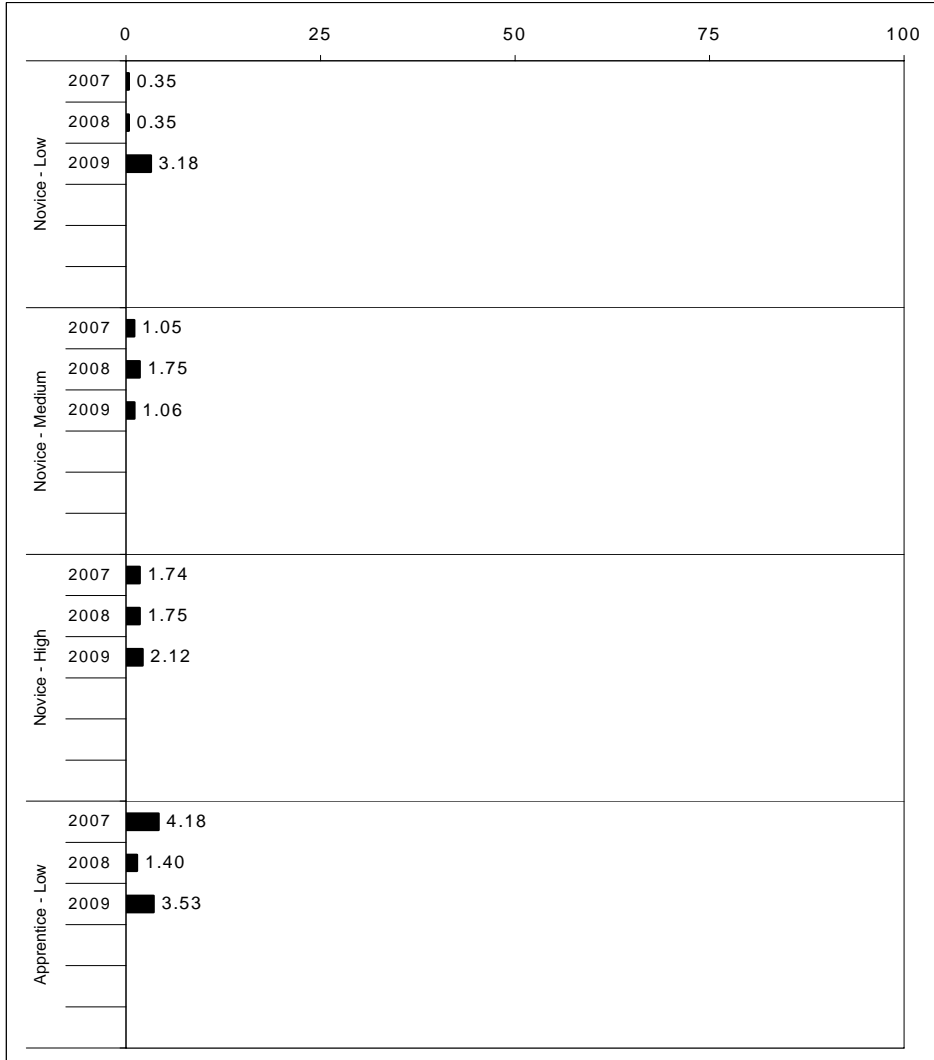 0 25 50 75 100
Novice - Low
2007 0.35
2008 0.35
2009 3.18
Novice - Medium
2007 1.05
2008 1.75
2009 1.06
Novice - High
2007 1.74
2008 1.75
2009 2.12
Apprentice - Low
2007 4.18
2008 1.40
2009 3.53